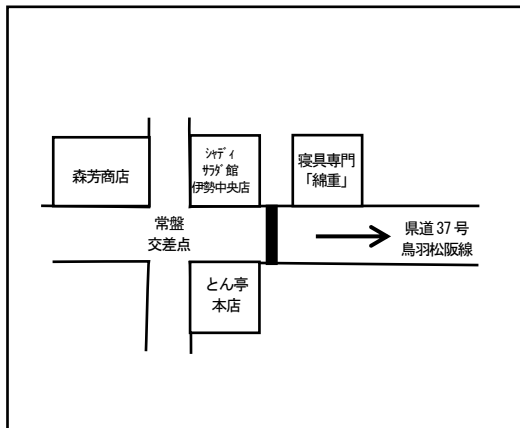 森芳商店
シャディ
サラダ館
伊勢中央店
寝具専門
「綿重」
常盤
交差点
県道 37 号
鳥羽松阪線
とん亭
本店